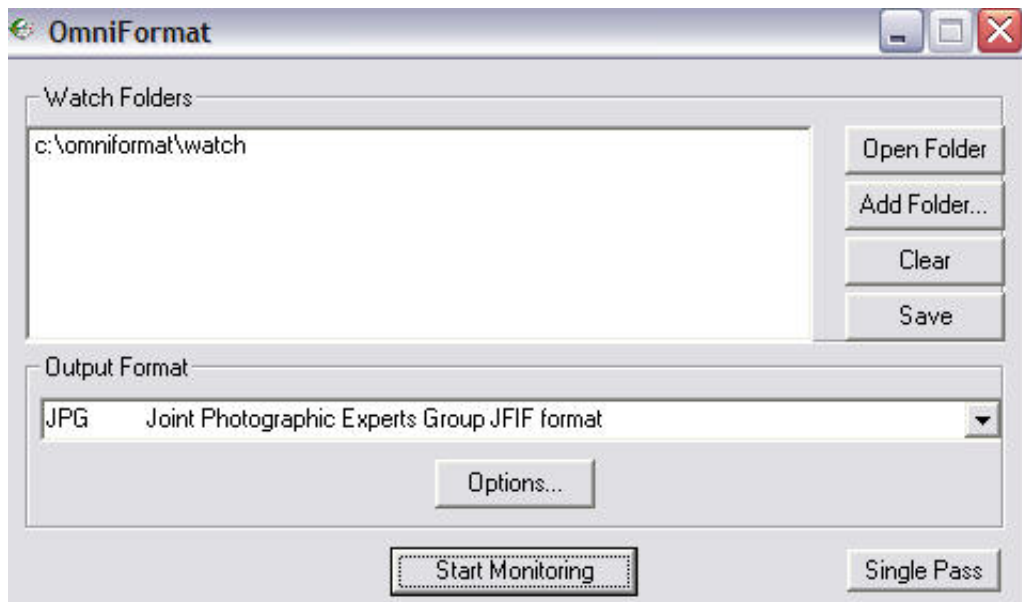 OmniFormat
Watch Folders
c:\omniformat\watch
Open Folder
Add Folder...
Clear
Save
Output Format
JPG Joint Photographic Experts Group JFIF format
Options...
Start Monitoring
Single Pass